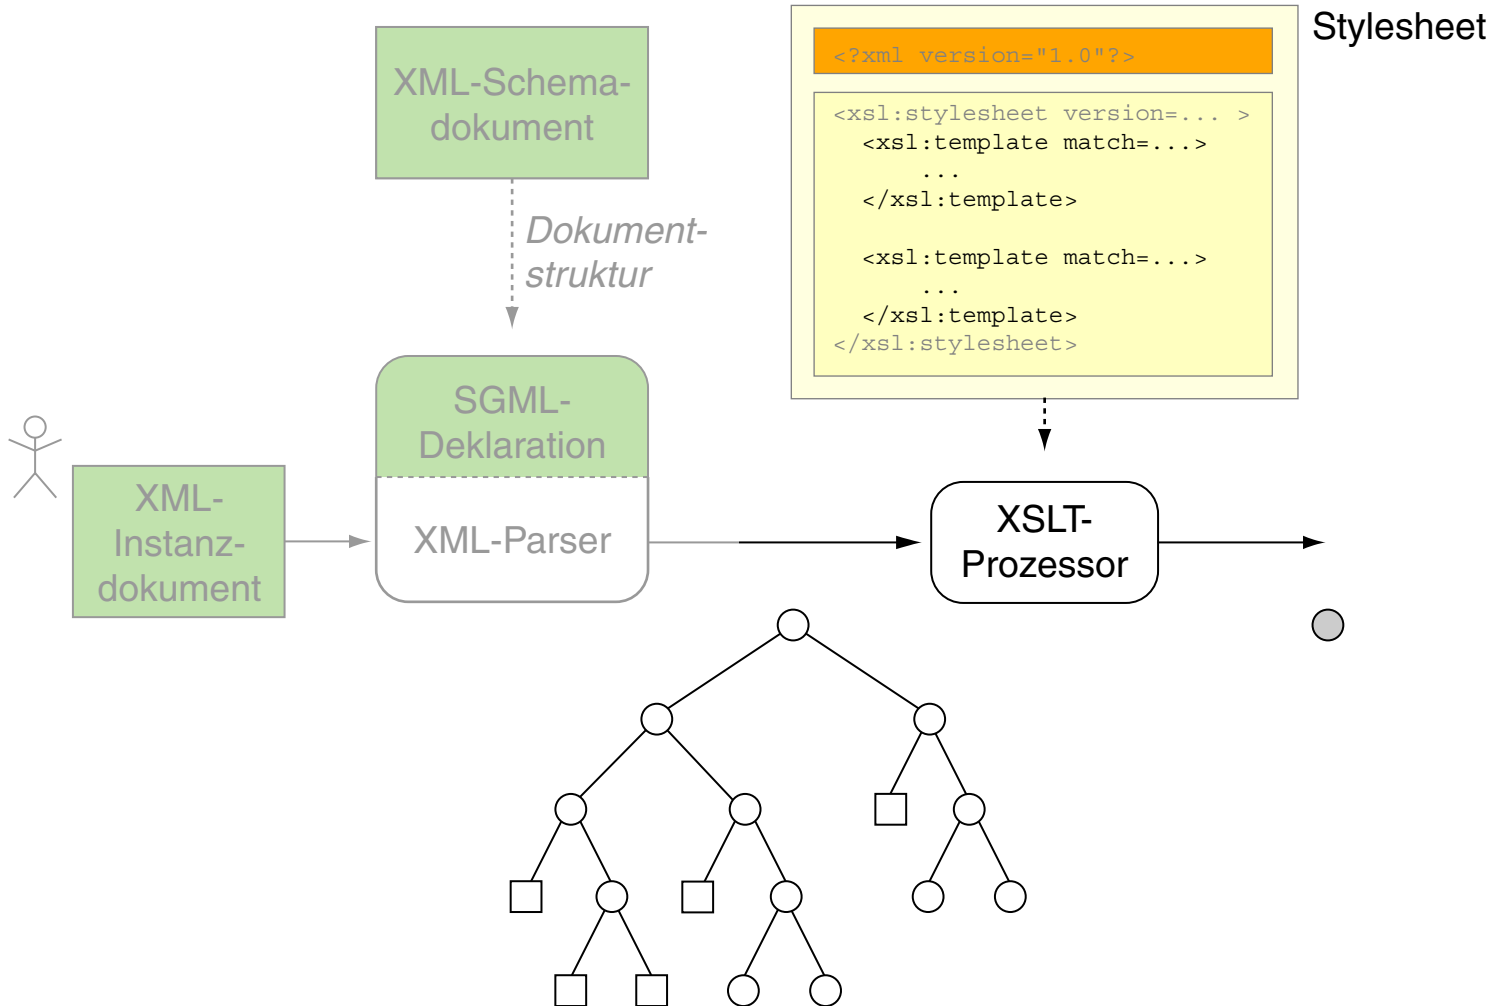 Stylesheet
<?xml version="1.0"?>
<xsl:stylesheet version=... >
<xsl:template match=...>
...
</xsl:template>
<xsl:template match=...>
...
</xsl:template>
</xsl:stylesheet>
XML-Schema-
dokument
Dokument-
struktur
SGML-
Deklaration
XML-Parser
XML-
Instanz-
dokument
XSLT-
Prozessor